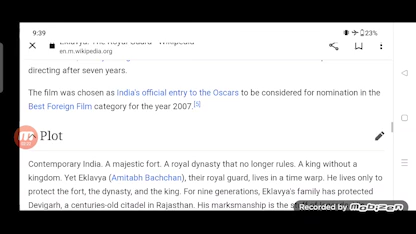 9:39
23%
Eklavya: The Royal Guard - Wikipedia
en.m.wikipedia.org
directing after seven years.
The film was chosen as India's official entry to the Oscars to be considered for nomination in the
Best Foreign Film category for the year 2007.[5]
Plot
Contemporary India. A majestic fort. A royal dynasty that no longer rules. A king without a
kingdom. Yet Eklavya (Amitabh Bachchan), their royal guard, lives in a time warp. He lives only to
protect the fort, the dynasty, and the king. For nine generations, Eklavya's family has protected
Devigarh, a centuries-old citadel in Rajasthan. His marksmanship is the
Recorded by Mobizen